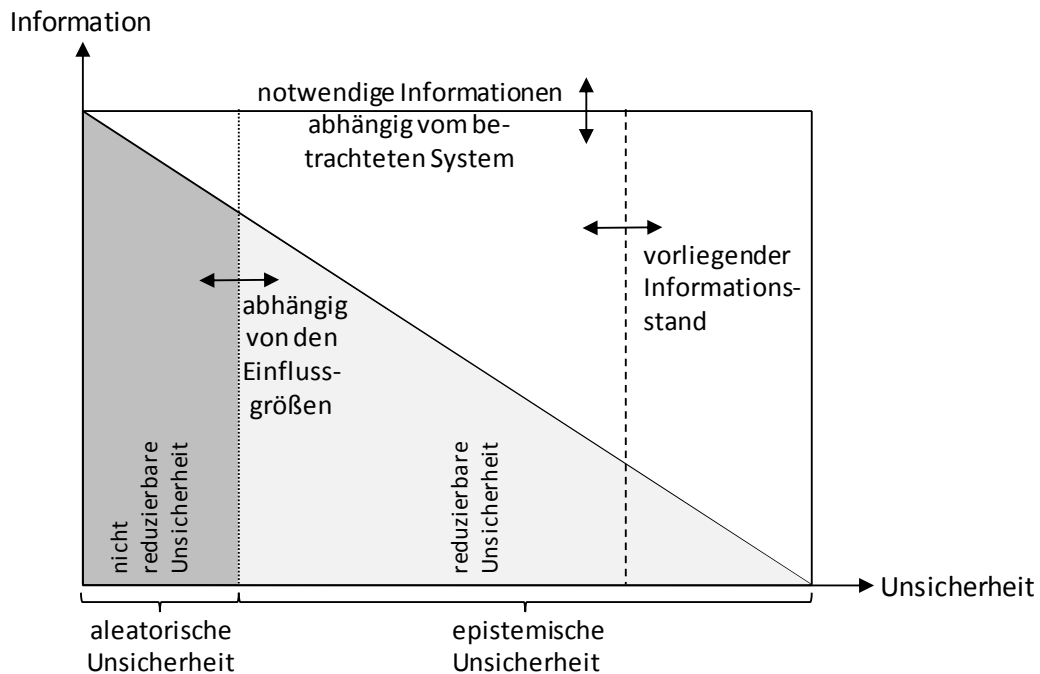 Information
notwendige Informationen
abhängig vom be-
trachteten System
vorliegender
Informations-
stand
abhängig
von den
Einfluss-
größen
nicht
reduzierbare
Unsicherheit
reduzierbare
Unsicherheit
Unsicherheit
aleatorische
Unsicherheit
epistemische
Unsicherheit